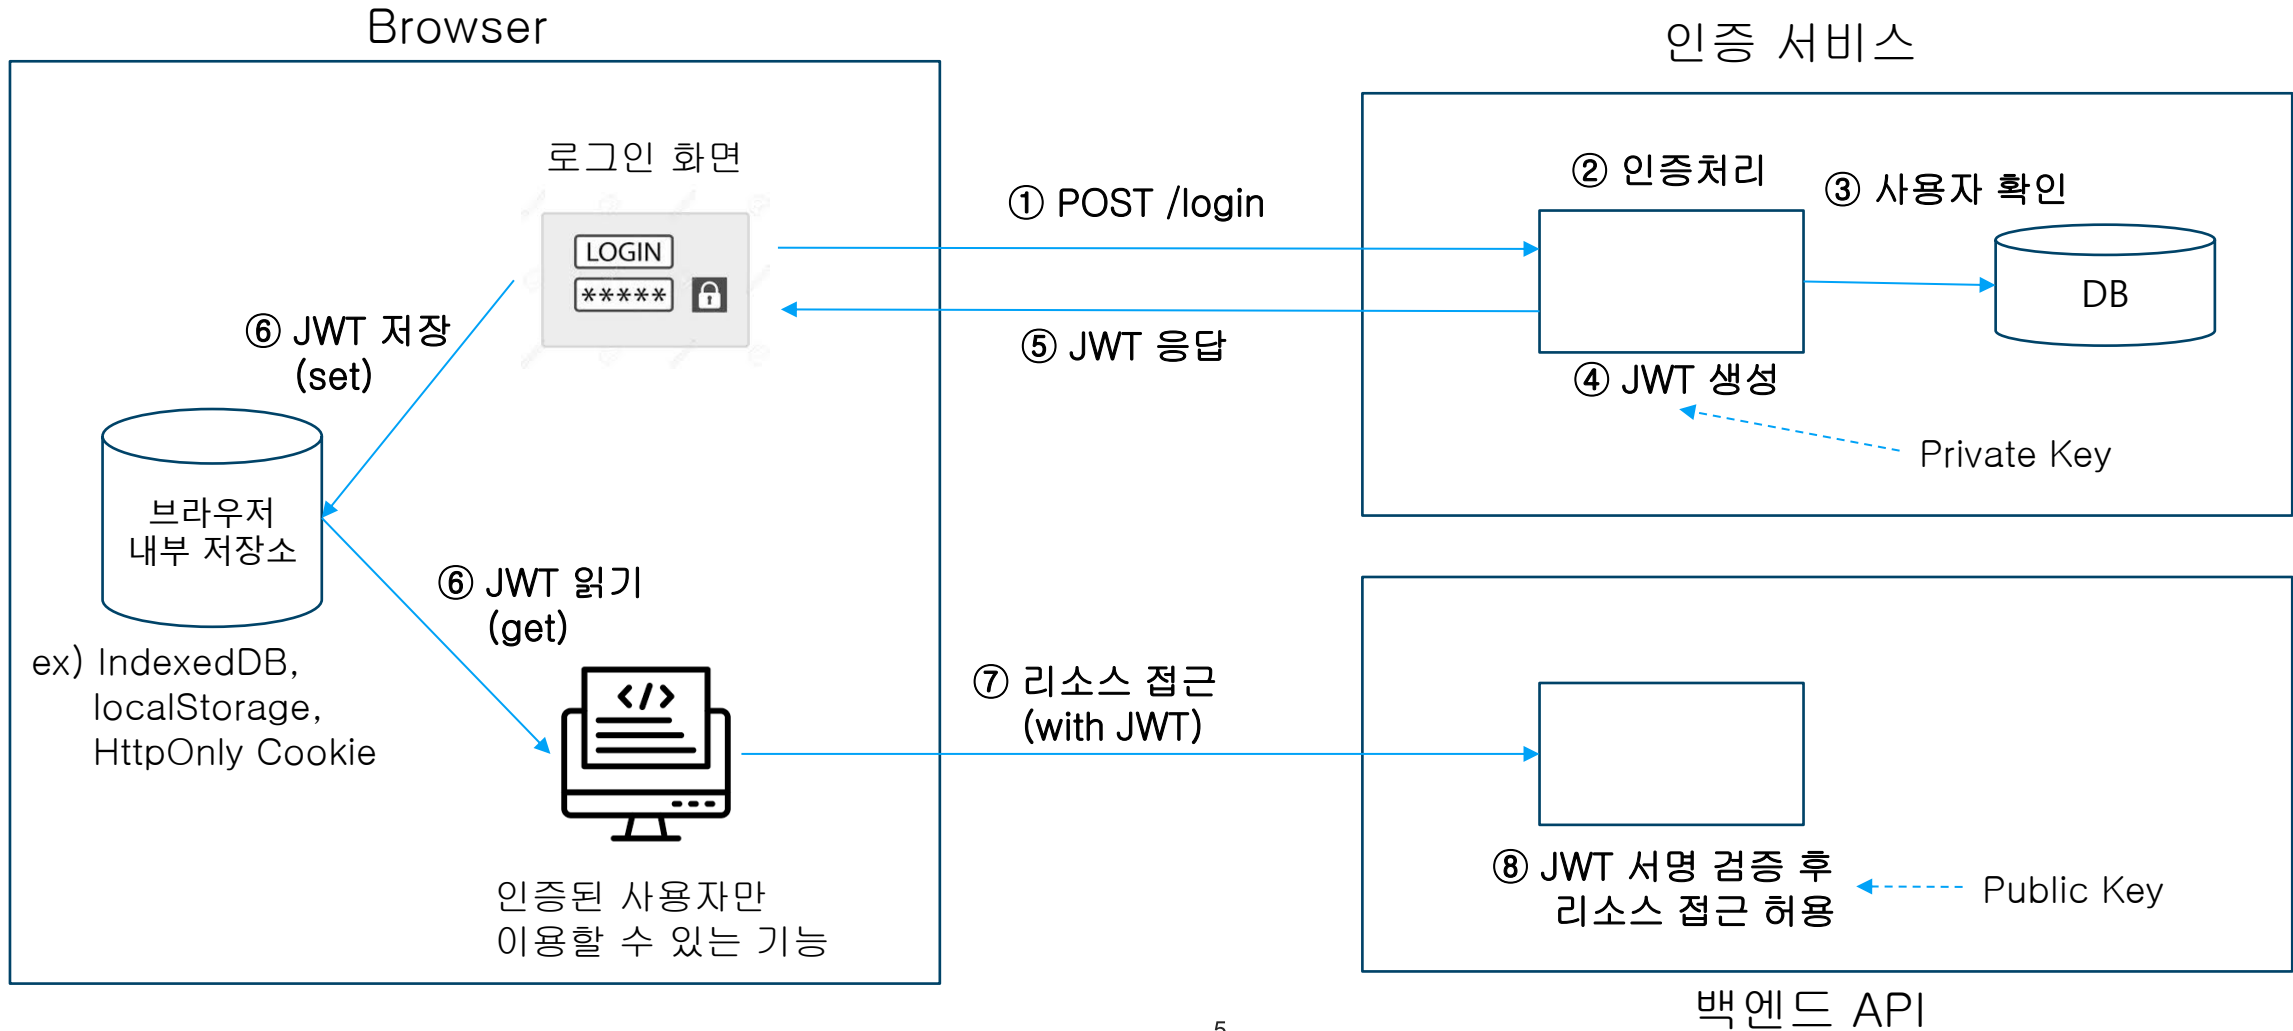 Browser
인증 서비스
로그인 화면
LOGIN
*****
① POST /login
② 인증처리
③ 사용자 확인
DB
④ JWT 생성
Private Key
⑤ JWT 응답
⑥ JWT 저장
(set)
브라우저
내부 저장소
ex) IndexedDB,
localStorage,
HttpOnly Cookie
⑥ JWT 읽기
(get)
</>
인증된 사용자만
이용할 수 있는 기능
⑦ 리소스 접근
(with JWT)
⑧ JWT 서명 검증 후
리소스 접근 허용
Public Key
백엔드 API
5